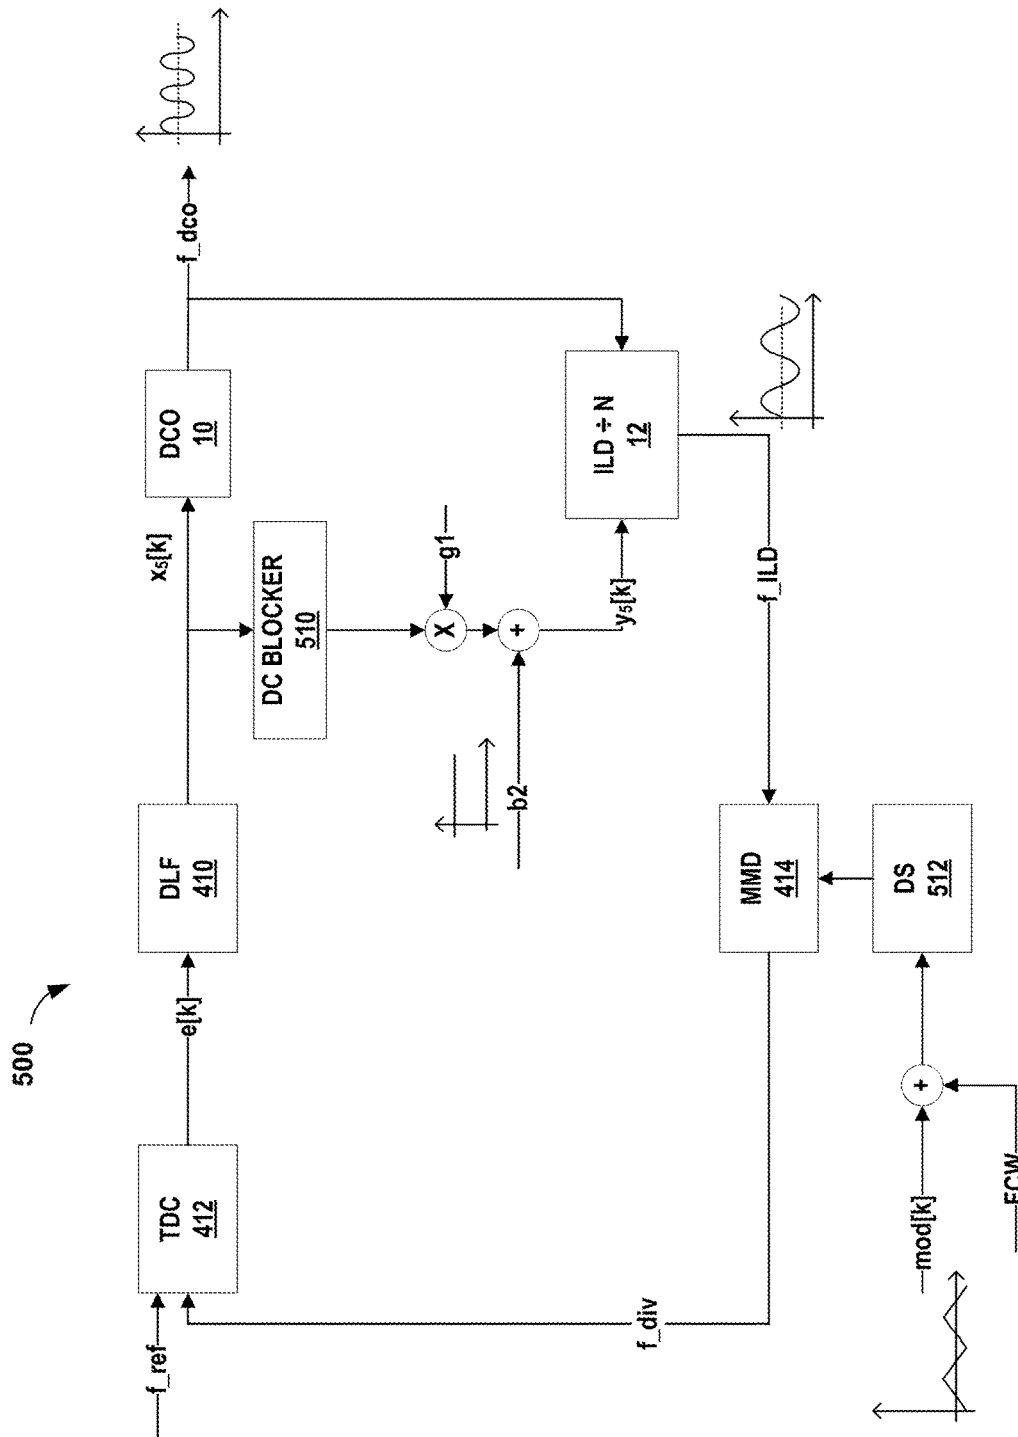 500
f_ref
TDC
412
e[k]
DLF
410
x₅[k]
DCO
10
f_dco
DC BLOCKER
510
X
g1
+
b2
y₅[k]
ILD ÷ N
12
f_ILD
MMD
414
f_div
DS
512
+
mod[k]
FCW